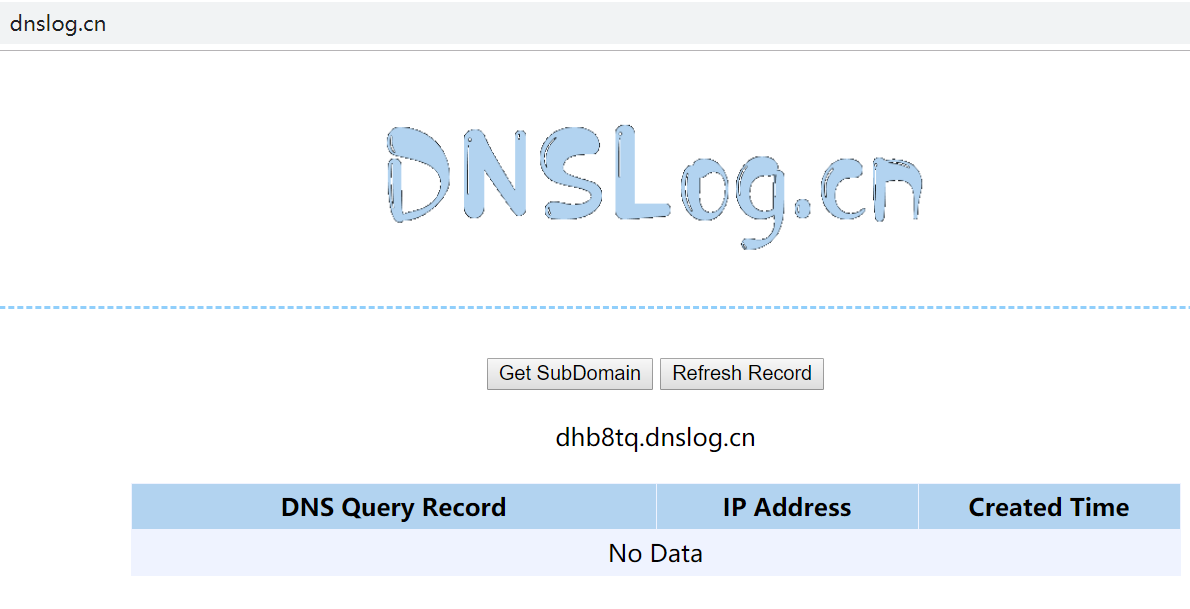 dnslog.cn
DNSLog.cn
Get SubDomain Refresh Record
dhb8tq.dnslog.cn
DNS Query Record IP Address Created Time
No Data